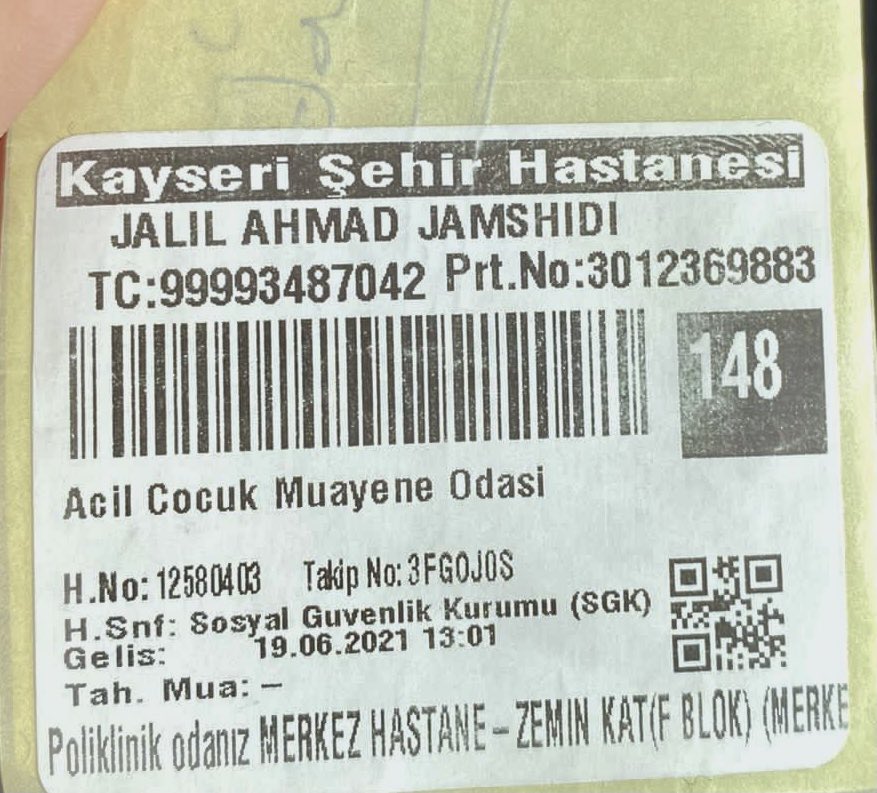 Kayseri Şehir Hastanesi
JALIL AHMAD JAMSHIDI
TC:99993487042 Prt.No:3012369883
148
Acil Cocuk Muayene Odasi
H.No: 12580403 Takip No: 3FGOJ0S
H.Snf: Sosyal Guvenlik Kurumu (SGK)
Gelis: 19.06.2021 13:01
Tah. Mua: –
Poliklinik odanız MERKEZ HASTANE – ZEMIN KAT(F BLOK) (MERKE